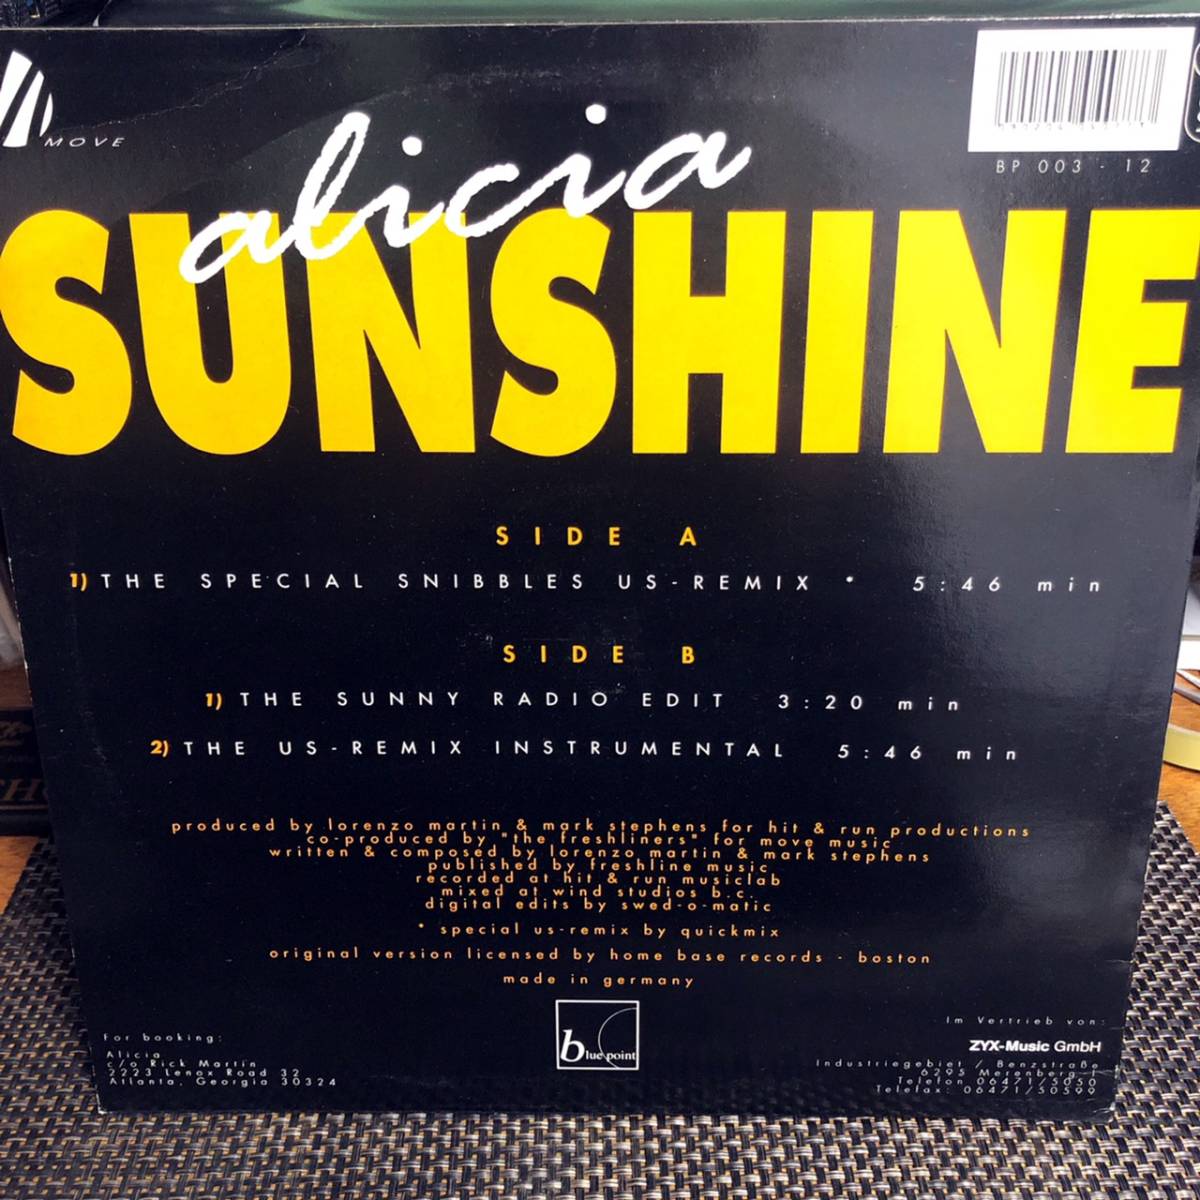 MOVE
BP 003 - 12
alicia
SUNSHINE
SIDE A
1) THE SPECIAL SNIBBLES US-REMIX * 5:46 min
SIDE B
1) THE SUNNY RADIO EDIT 3:20 min
2) THE US-REMIX INSTRUMENTAL 5:46 min
produced by lorenzo martin & mark stephens for hit & run productions
co-produced by "the freshliners" for move music
written & composed by lorenzo martin & mark stephens
published by freshline music
recorded at hit & run musiclab
mixed at wind studios b.c.
digital edits by swed-o-matic
* special us-remix by quickmix
original version licensed by home base records - boston
made in germany
blue point
For booking:
Alicia
c/o Rick Martin
2223 Lenox Road 32
Atlanta, Georgia 30324
Im Vertrieb von:
ZYX-Music GmbH
Industriegebiet / Benzstraße
6295 Merenberg 1
Telefon 06471/5050
Telefax: 06471/50599